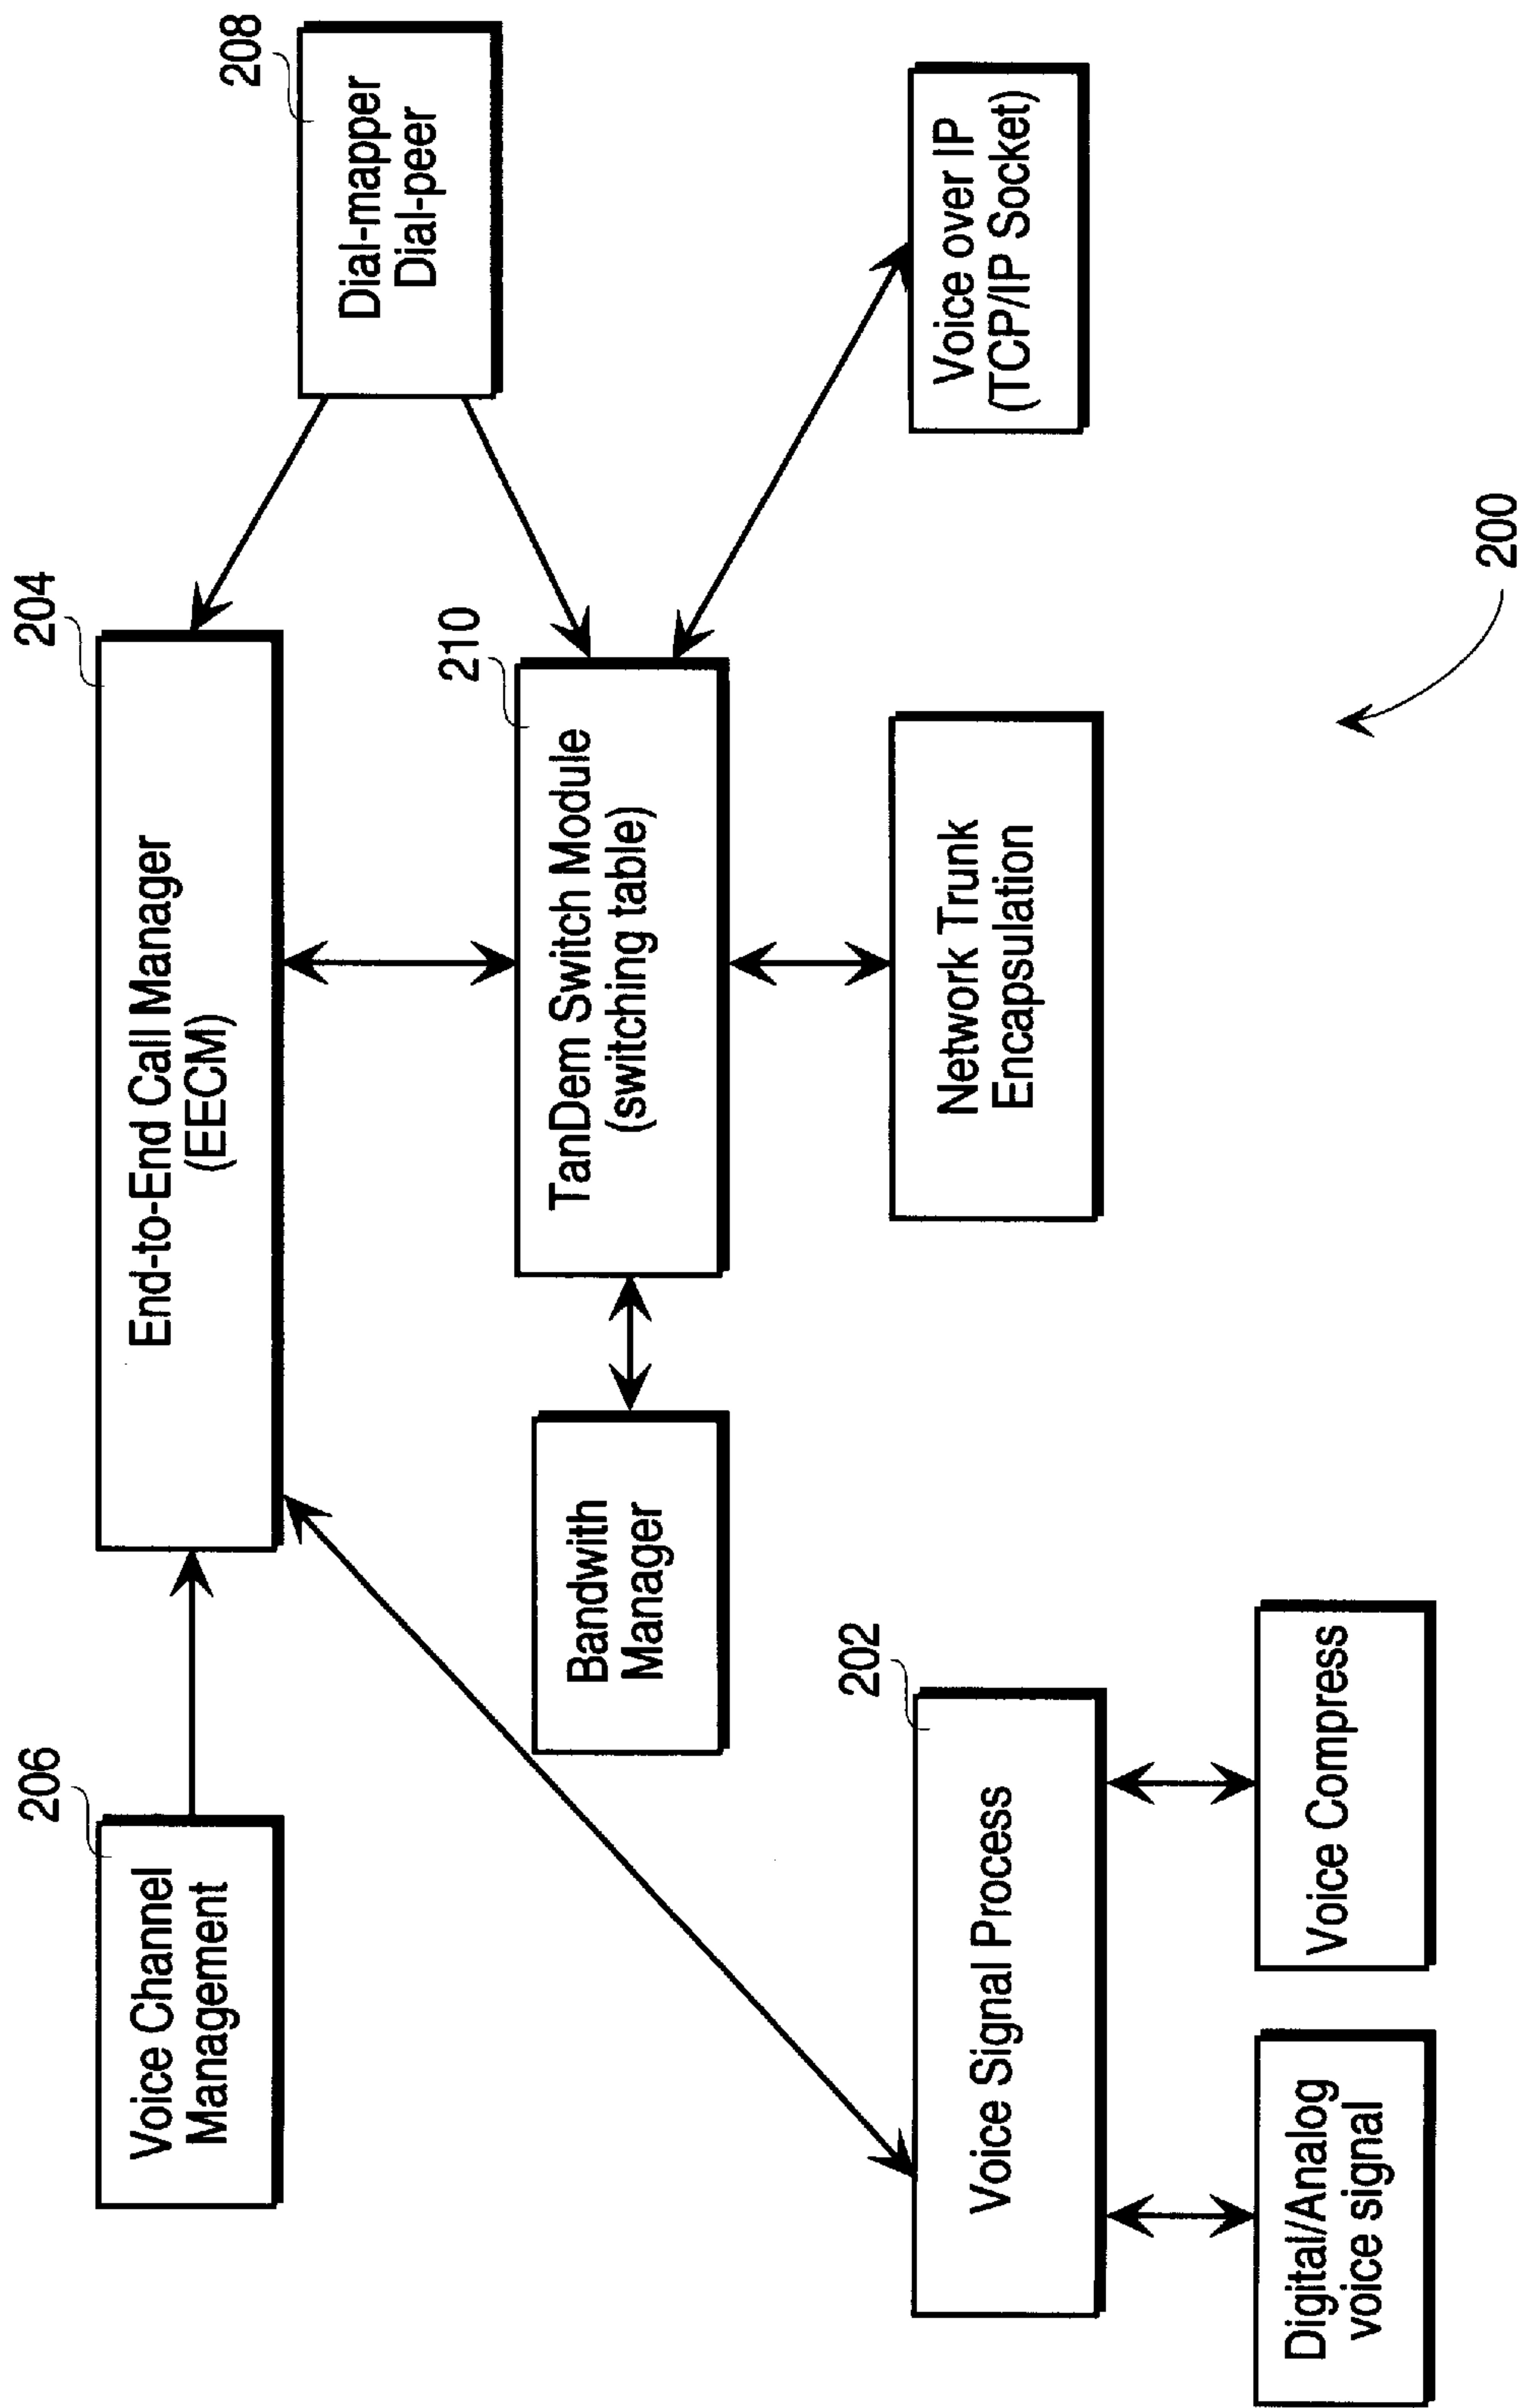 206
Voice Channel
Management
204
End-to-End Call Manager
(EECM)
208
Dial-mapper
Dial-peer
Bandwith
Manager
210
TanDem Switch Module
(switching table)
202
Voice Signal Process
Network Trunk
Encapsulation
Voice over IP
(TCP/IP Socket)
Digital/Analog
voice signal
Voice Compress
200